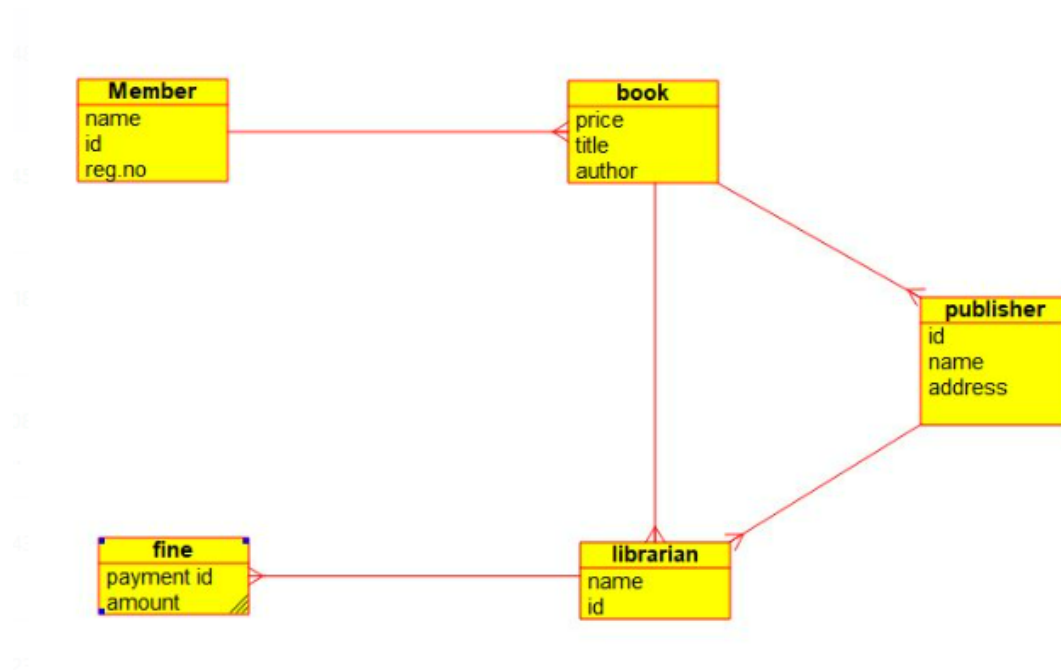 Member
name
id
reg.no
book
price
title
author
publisher
id
name
address
fine
payment id
amount
librarian
name
id